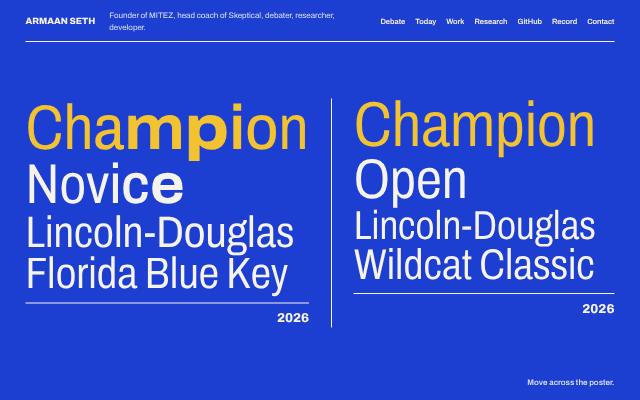 ARMAAN SETH
Founder of MITEZ, head coach of Skeptical, debater, researcher,
developer.
Debate Today Work Research GitHub Record Contact
Champion
Novice
Lincoln-Douglas
Florida Blue Key
2026
Champion
Open
Lincoln-Douglas
Wildcat Classic
2026
Move across the poster.